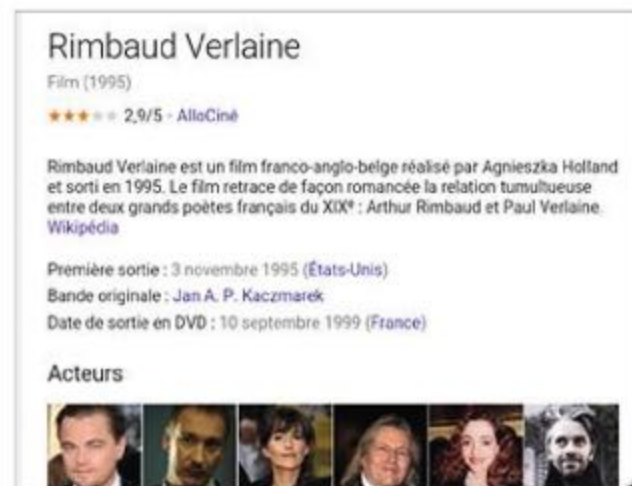 Rimbaud Verlaine
Film (1995)
2,9/5 - AlloCiné
Rimbaud Verlaine est un film franco-anglo-belge réalisé par Agnieszka Holland
et sorti en 1995. Le film retrace de façon romancée la relation tumultueuse
entre deux grands poètes français du XIXᵉ : Arthur Rimbaud et Paul Verlaine.
Wikipédia
Première sortie : 3 novembre 1995 (États-Unis)
Bande originale : Jan A. P. Kaczmarek
Date de sortie en DVD : 10 septembre 1999 (France)
Acteurs